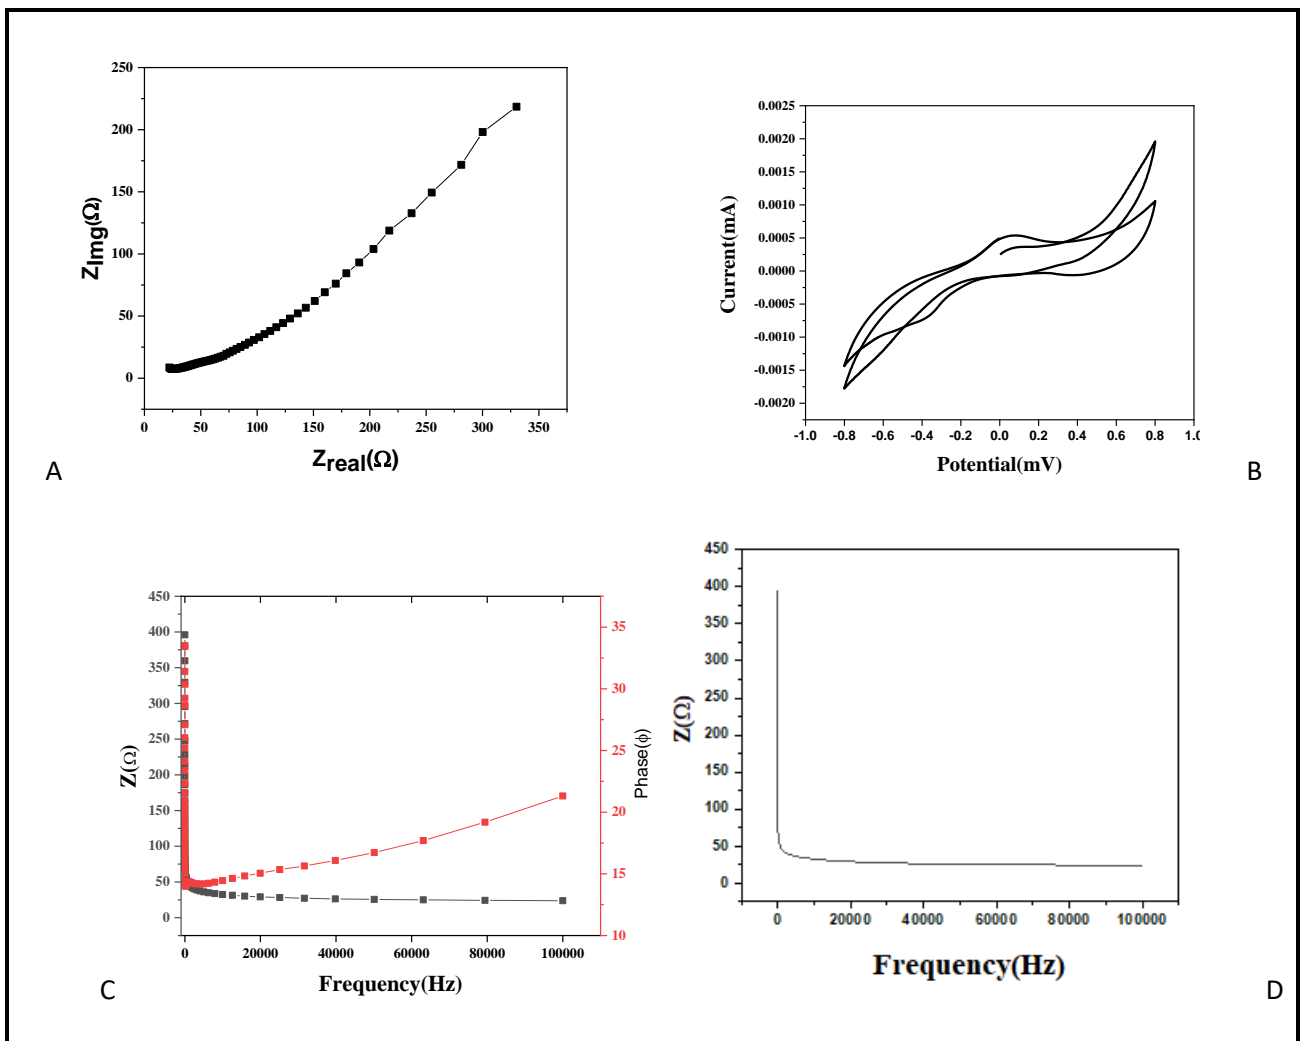 250
200
150
100
50
0
Z_Img(Ω)
0 50 100 150 200 250 300 350
Z_real(Ω)
A
0.0025
0.0020
0.0015
0.0010
0.0005
0.0000
-0.0005
-0.0010
-0.0015
-0.0020
Current(mA)
-1.0 -0.8 -0.6 -0.4 -0.2 0.0 0.2 0.4 0.6 0.8 1.0
Potential(mV)
B
450
400
350
300
250
200
150
100
50
0
Z(Ω)
35
30
25
20
15
10
Phase(ϕ)
0 20000 40000 60000 80000 100000
Frequency(Hz)
C
450
400
350
300
250
200
150
100
50
0
Z(Ω)
0 20000 40000 60000 80000 100000
Frequency(Hz)
D